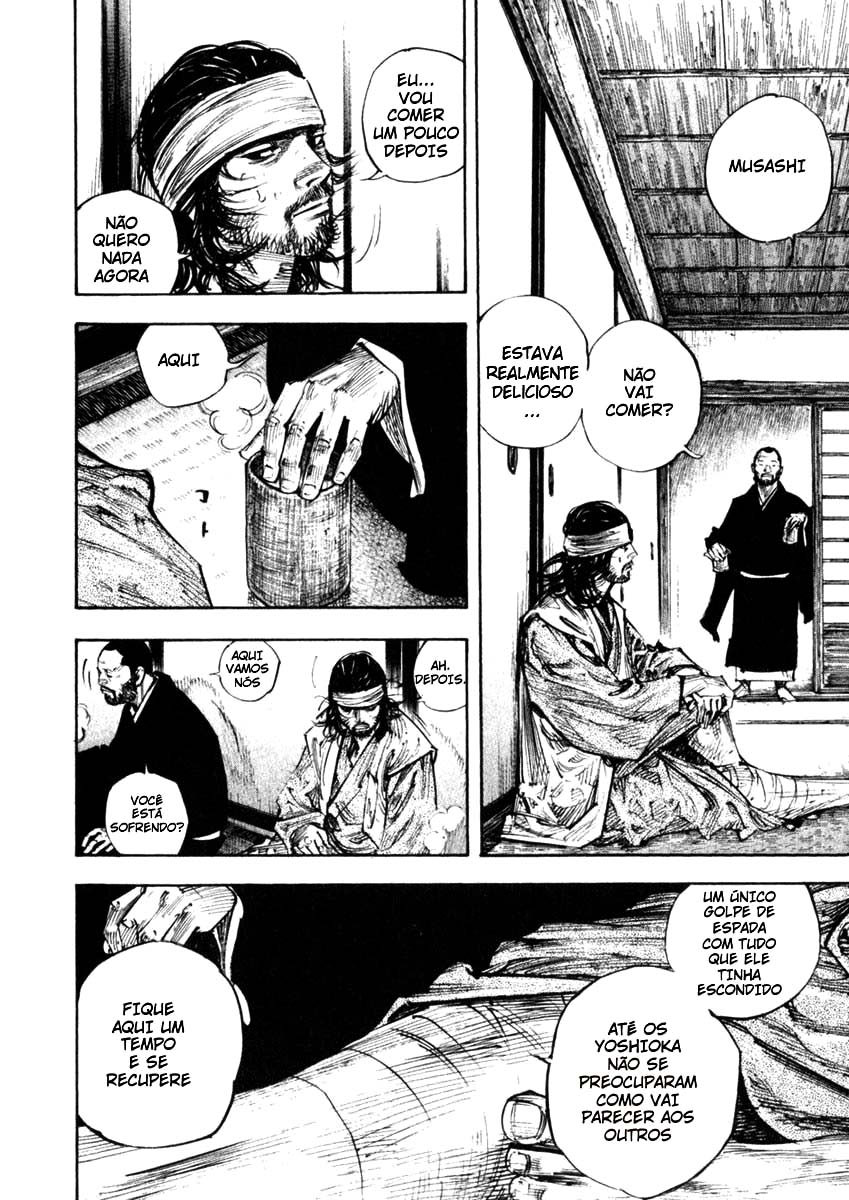 MUSASHI
NÃO
VAI
COMER?
ESTAVA
REALMENTE
DELICIOSO
...
EU...
VOU
COMER
UM POUCO
DEPOIS
NÃO
QUERO
NADA
AGORA
AQUI
コト
AH.
DEPOIS.
AQUI
VAMOS
NÓS
VOCÊ
ESTÁ
SOFRENDO?
UM ÚNICO
GOLPE DE
ESPADA
COM TUDO
QUE ELE
TINHA
ESCONDIDO
ATÉ OS
YOSHIOKA
NÃO SE
PREOCUPARAM
COMO VAI
PARECER AOS
OUTROS
FIQUE
AQUI UM
TEMPO
E SE
RECUPERE